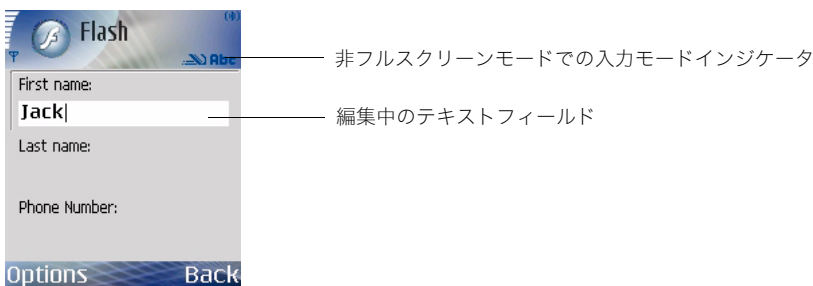 Flash
Abc
非フルスクリーンモードでの入力モードインジケータ
First name:
Jack
編集中のテキストフィールド
Last name:
Phone Number:
Options Back